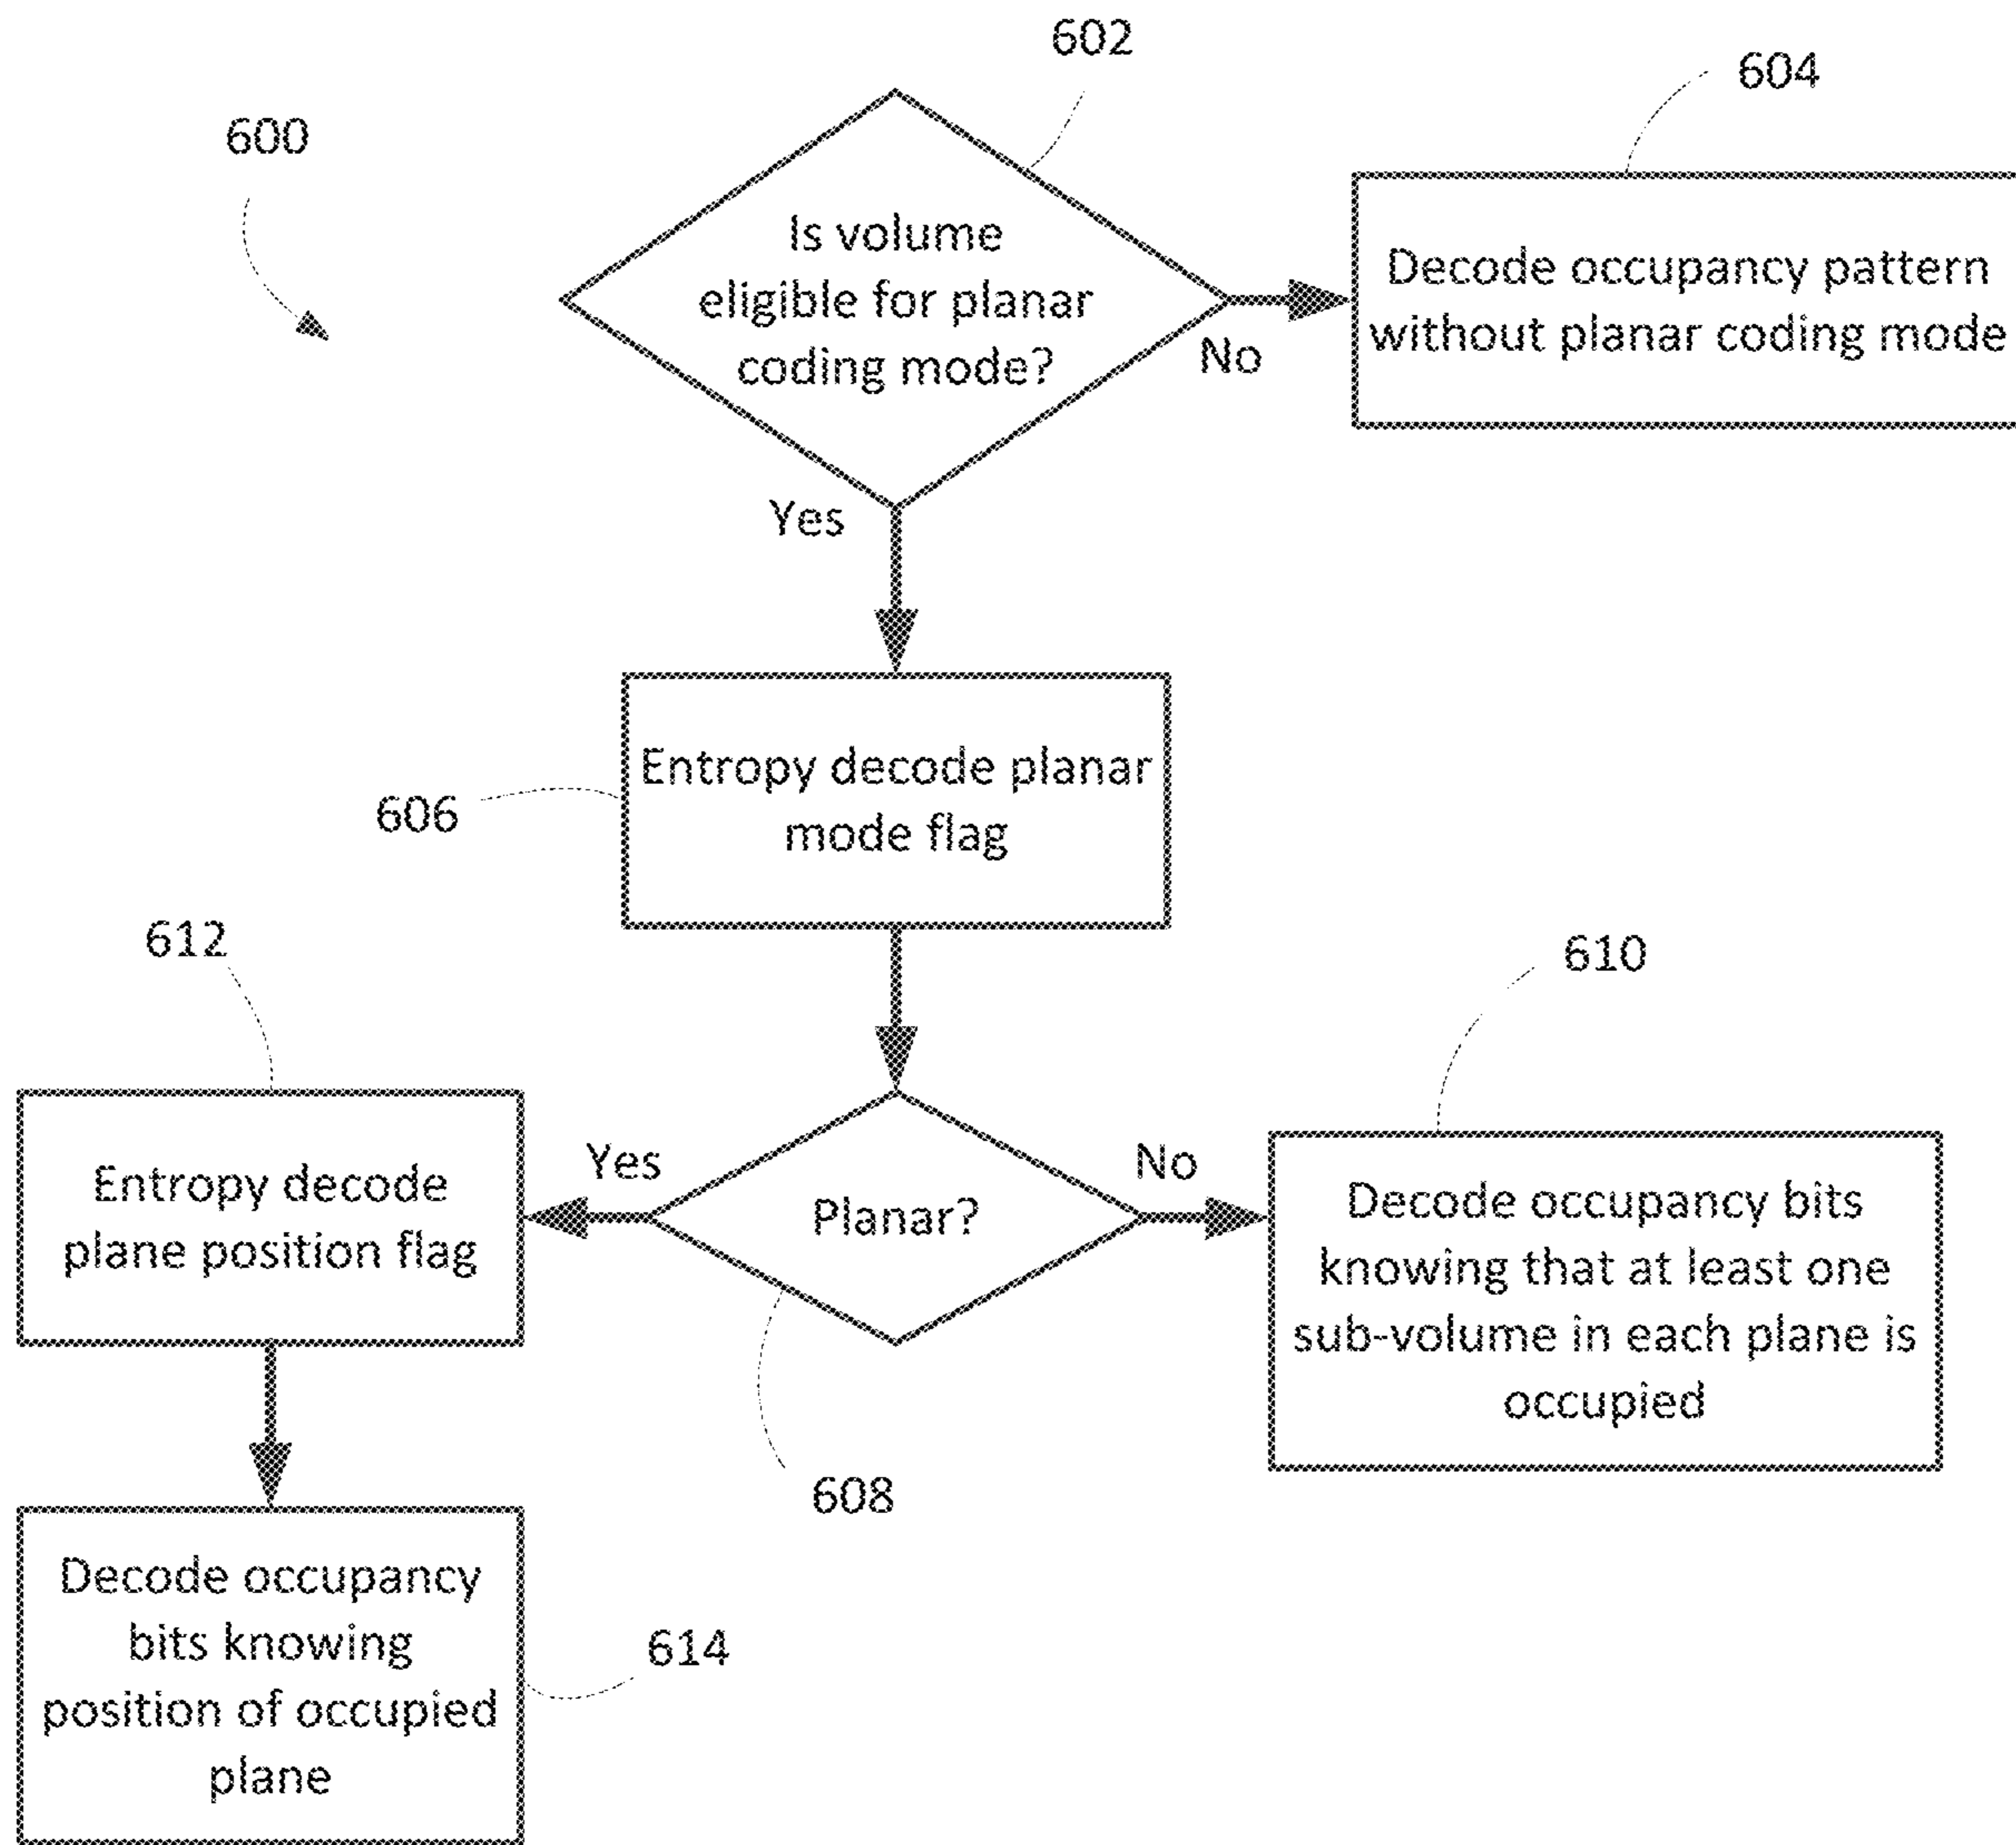 602
604
600
Is volume
eligible for planar
coding mode?
Decode occupancy pattern
without planar coding mode
No
Yes
Entropy decode planar
mode flag
606
612
610
Entropy decode
plane position flag
Yes
Planar?
No
Decode occupancy bits
knowing that at least one
sub-volume in each plane is
occupied
608
Decode occupancy
bits knowing
position of occupied
plane
614